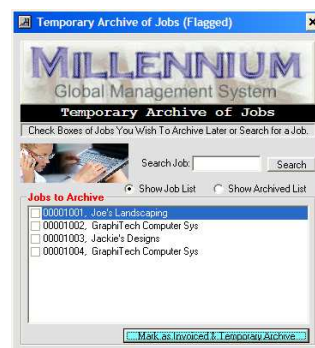 Temporary Archive of Jobs (Flagged)
MILLENNIUM
Global Management System
Temporary Archive of Jobs
Check Boxes of Jobs You Wish To Archive Later or Search for a Job.
Search Job:
Search
Show Job List
Show Archived List
Jobs to Archive
00001001, Joe's Landscaping
00001002, GraphiTech Computer Sys
00001003, Jackie's Designs
00001004, GraphiTech Computer Sys
Mark as Invoiced & Temporary Archive